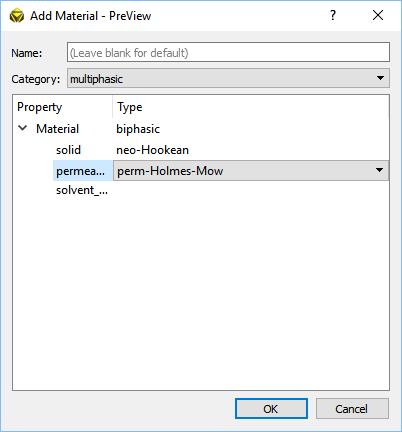 Add Material - PreView
Name: (Leave blank for default)
Category: multiphasic
Property Type
Material biphasic
solid neo-Hookean
permea... perm-Holmes-Mow
solvent_...
OK Cancel